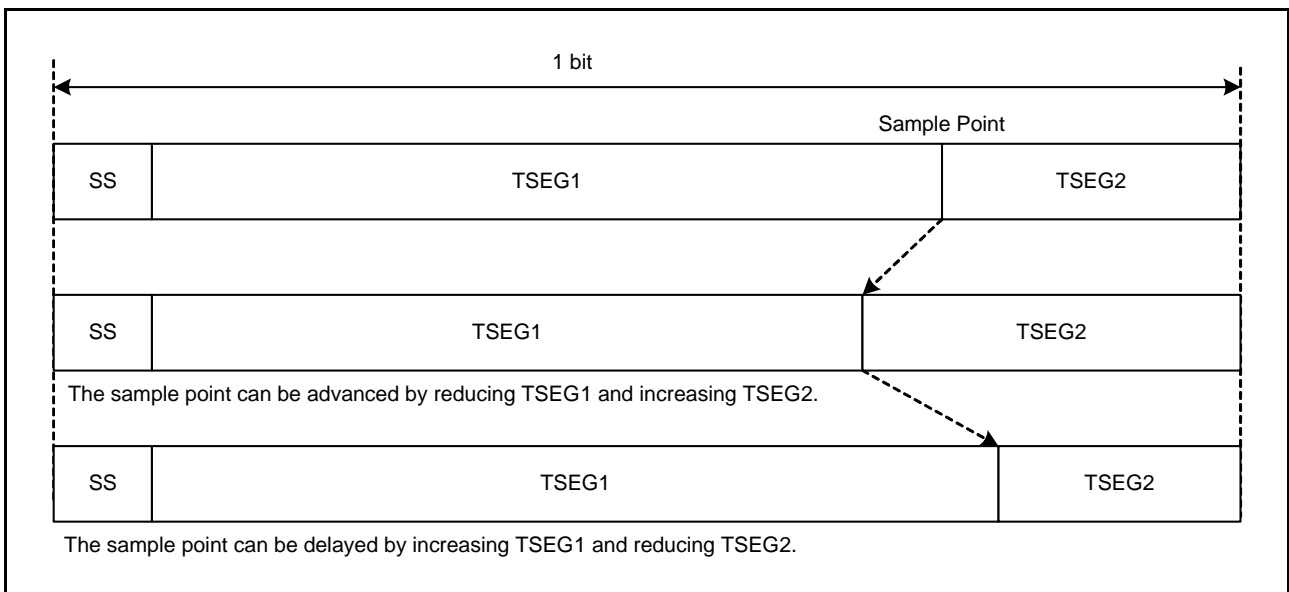 1 bit
Sample Point
SS TSEG1 TSEG2
SS TSEG1 TSEG2
The sample point can be advanced by reducing TSEG1 and increasing TSEG2.
SS TSEG1 TSEG2
The sample point can be delayed by increasing TSEG1 and reducing TSEG2.